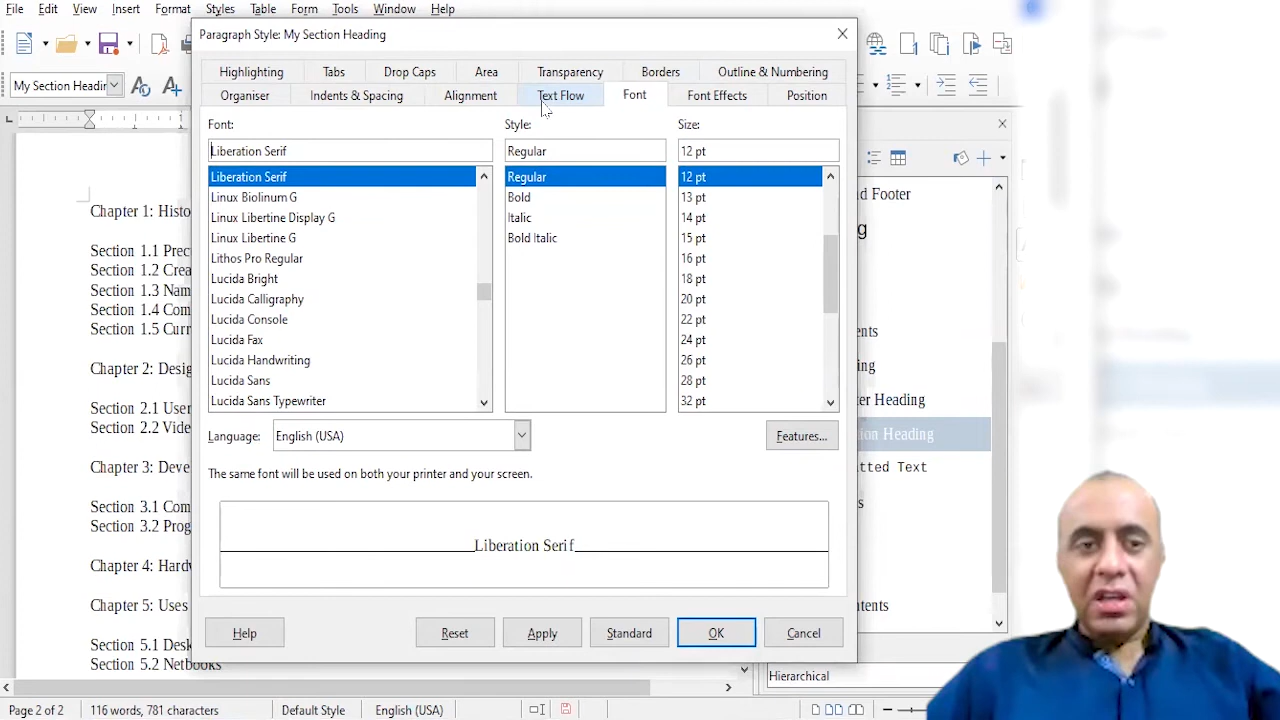 File Edit View Insert Format Styles Table Form Tools Window Help
Paragraph Style: My Section Heading
My Section Headin
Highlighting Tabs Drop Caps Area Transparency Borders Outline & Numbering
Organizer Indents & Spacing Alignment Flow Font Font Effects Position
Font: Style: Size:
Liberation Serif Regular 12 pt
Liberation Serif Regular 12 pt
Linux Biolinum G Bold 13 pt
Linux Libertine Display G Italic 14 pt
Linux Libertine G Bold Italic 15 pt
Lithos Pro Regular 16 pt
Lucida Bright 18 pt
Lucida Calligraphy 20 pt
Lucida Console 22 pt
Lucida Fax 24 pt
Lucida Handwriting 26 pt
Lucida Sans 28 pt
Lucida Sans Typewriter 32 pt
Language: English (USA) Features...
The same font will be used on both your printer and your screen.
Liberation Serif
Help Reset Apply Standard OK Cancel
Chapter 1: Histo
Section 1.1 Prec
Section 1.2 Crea
Section 1.3 Nam
Section 1.4 Com
Section 1.5 Curr
Chapter 2: Desig
2.1 User
2.2 Vide
Chapter 3: Deve
Section 3.1 Com
Section 3.2 Prog
Chapter 4: Hardw
Chapter 5: Uses
5.1 Desk
5.2 Netbooks
d Footer
g
ents
ing
er Heading
ion Heading
tted Text
s
tents
Hierarchical
Page 2 of 2 116 words, 781 characters Default Style English (USA)